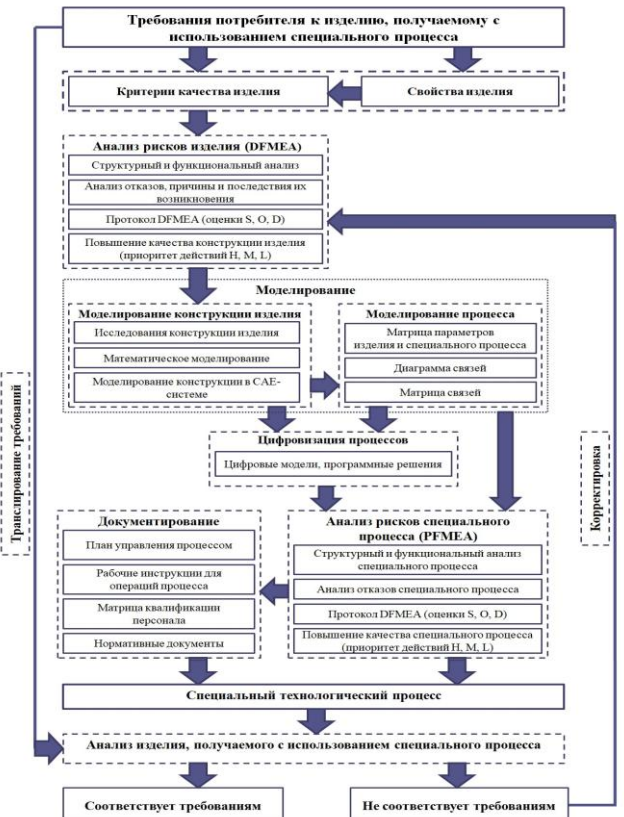 Требования потребителя к изделию, получаемому с
использованием специального процесса
Критерии качества изделия
Свойства изделия
Анализ рисков изделия (DFMEA)
Структурный и функциональный анализ
Анализ отказов, причины и последствия их
возникновения
Протокол DFMEA (оценки S, O, D)
Повышение качества конструкции изделия
(приоритет действий H, M, L)
Моделирование
Моделирование конструкции изделия
Исследования конструкции изделия
Математическое моделирование
Моделирование конструкции в CAE-
системе
Моделирование процесса
Матрица параметров
изделия и специального процесса
Диаграмма связей
Матрица связей
Транслирование требований
Корректировка
Цифровизация процессов
Цифровые модели, программные решения
Документирование
План управления процессом
Рабочие инструкции для
операций процесса
Матрица квалификации
персонала
Нормативные документы
Анализ рисков специального
процесса (PFMEA)
Структурный и функциональный анализ
специального процесса
Анализ отказов специального процесса
Протокол DFMEA (оценки S, O, D)
Повышение качества специального процесса
(приоритет действий H, M, L)
Специальный технологический процесс
Анализ изделия, получаемого с использованием специального процесса
Соответствует требованиям
Не соответствует требованиям